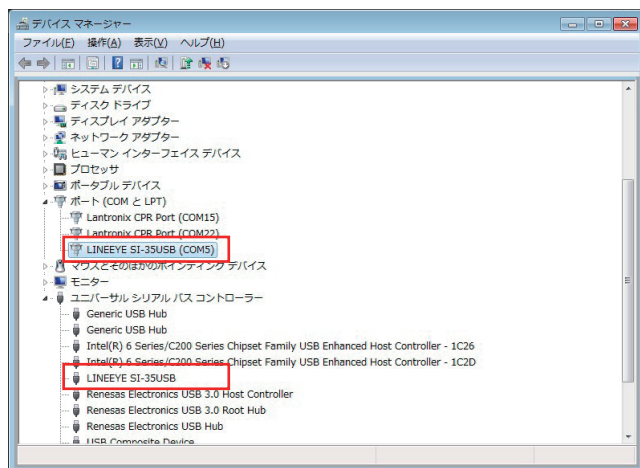 デバイス マネージャー
ファイル(F) 操作(A) 表示(V) ヘルプ(H)
システム デバイス
ディスク ドライブ
ディスプレイ アダプター
ネットワーク アダプター
ヒューマン インターフェイス デバイス
プロセッサ
ポータブル デバイス
ポート (COM と LPT)
Lantronix CPR Port (COM15)
Lantronix CPR Port (COM22)
LINEEYE SI-35USB (COM5)
マウスとそのほかのポインティング デバイス
モニター
ユニバーサル シリアル バス コントローラー
Generic USB Hub
Generic USB Hub
Intel(R) 6 Series/C200 Series Chipset Family USB Enhanced Host Controller - 1C26
Intel(R) 6 Series/C200 Series Chipset Family USB Enhanced Host Controller - 1C2D
LINEEYE SI-35USB
Renesas Electronics USB 3.0 Host Controller
Renesas Electronics USB 3.0 Root Hub
Renesas Electronics USB 3.0 Root Hub
USB Composite Device